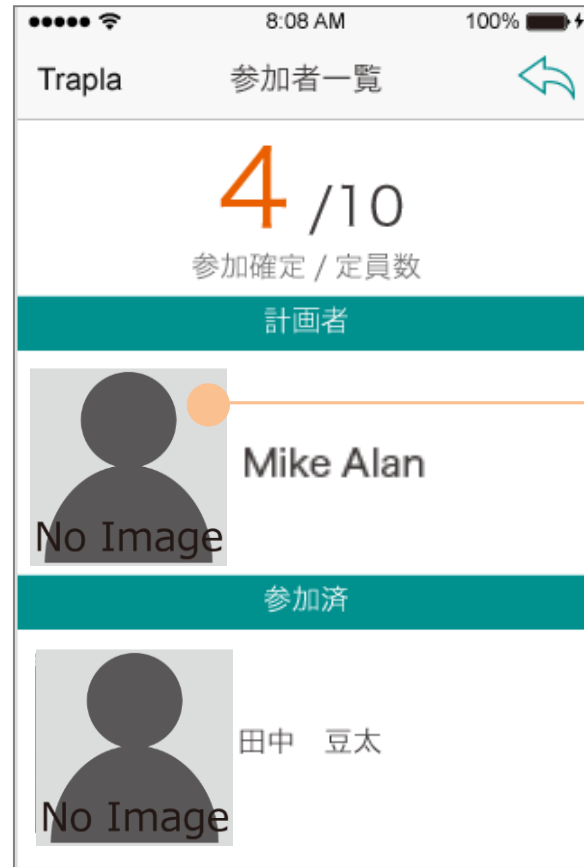 8:08 AM 100%
Trapla 参加者一覧
4 /10
参加確定 / 定員数
計画者
Mike Alan
No Image
参加済
田中　豆太
No Image